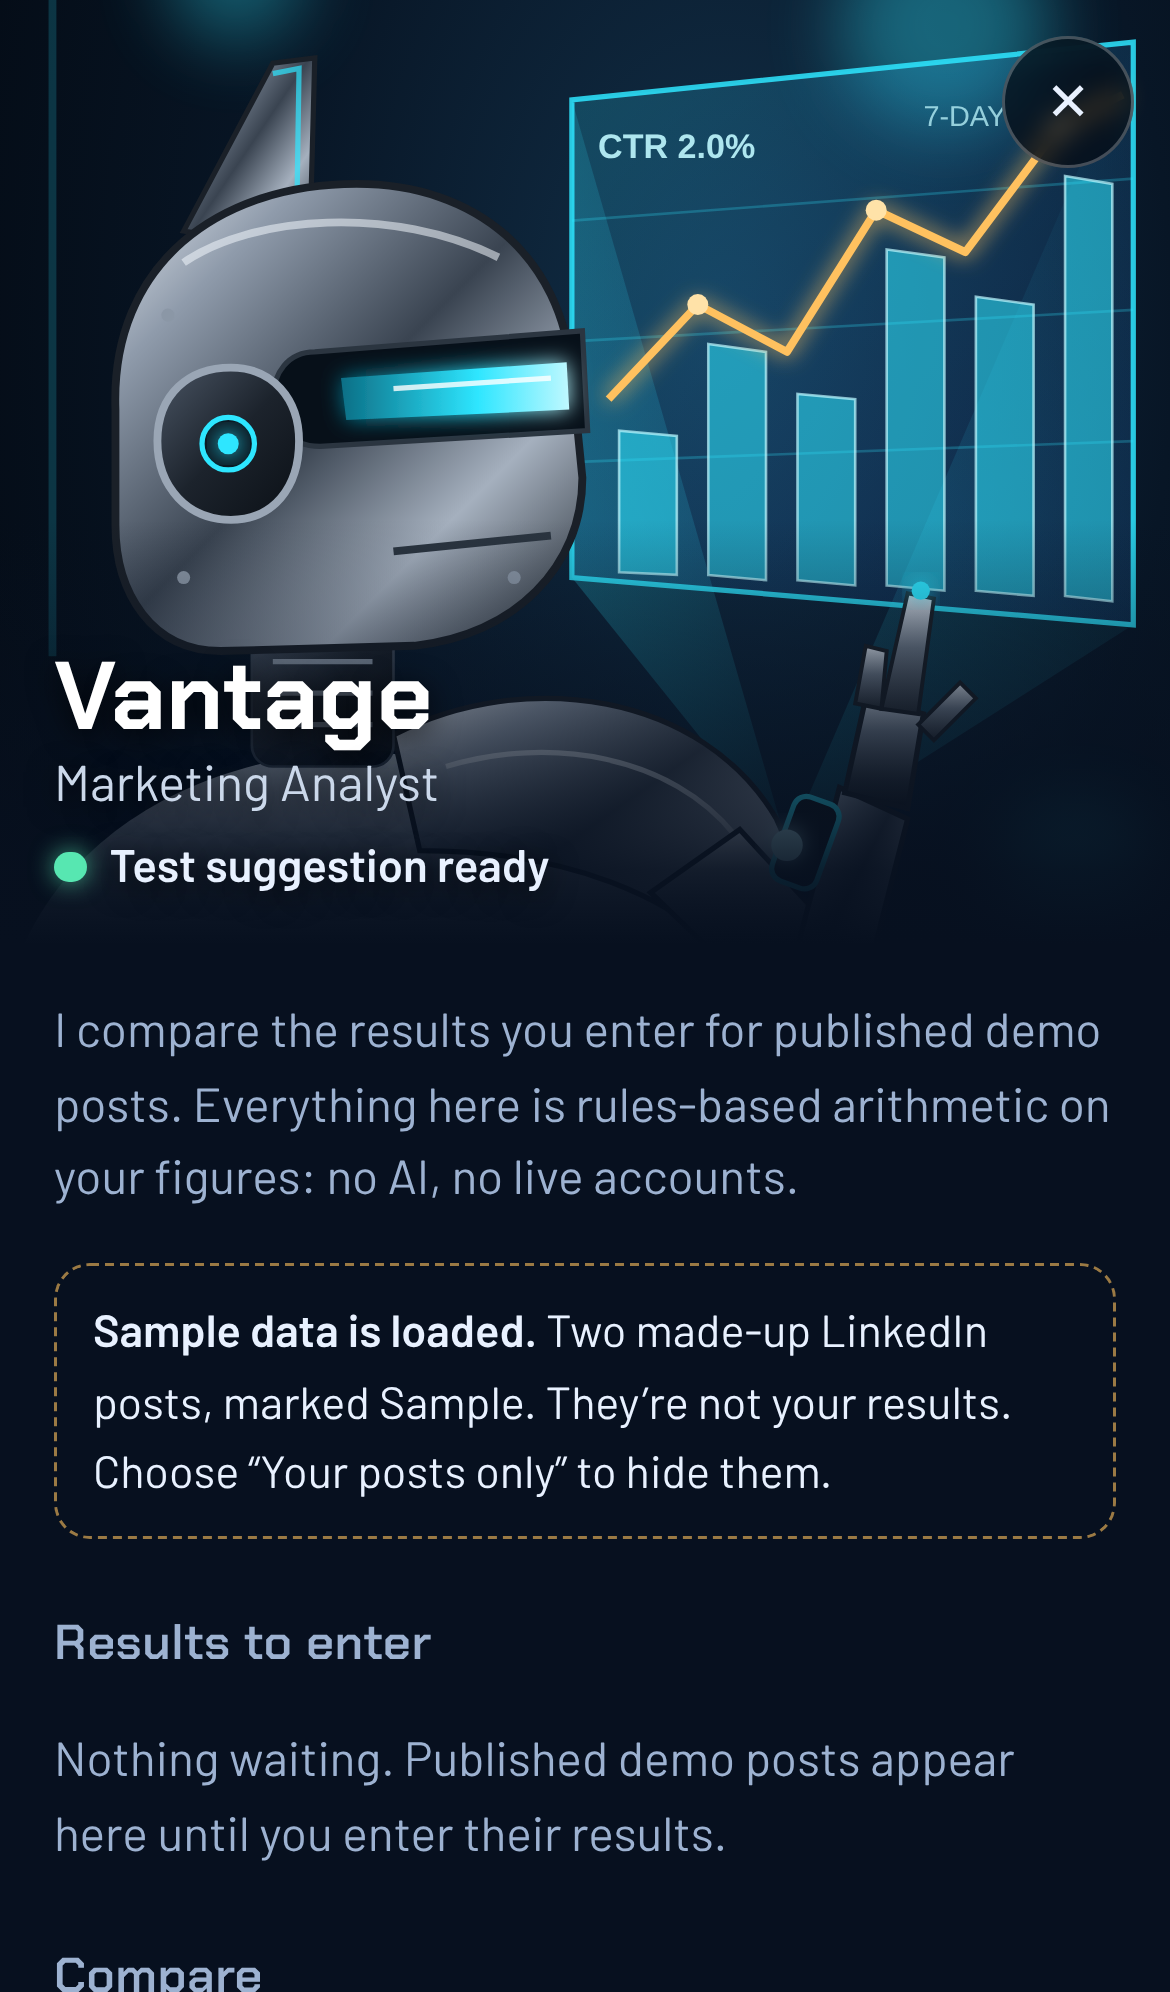 CTR 2.0%
7-DAY
Vantage
Marketing Analyst
Test suggestion ready
I compare the results you enter for published demo
posts. Everything here is rules-based arithmetic on
your figures: no AI, no live accounts.
Sample data is loaded. Two made-up LinkedIn
posts, marked Sample. They’re not your results.
Choose “Your posts only” to hide them.
Results to enter
Nothing waiting. Published demo posts appear
here until you enter their results.
Compare